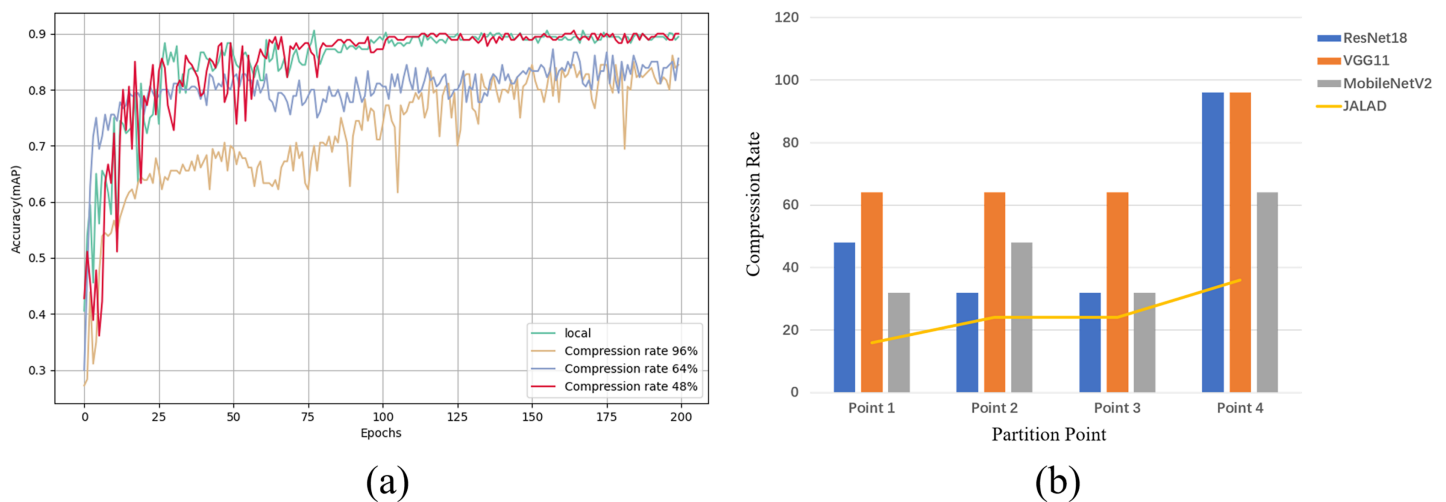 0.9
0.8
0.7
0.6
0.5
0.4
0.3
Accuracy(mAP)
0 25 50 75 100 125 150 175 200
Epochs
local
Compression rate 96%
Compression rate 64%
Compression rate 48%
(a)
120
100
80
60
40
20
0
Compression Rate
Point 1 Point 2 Point 3 Point 4
Partition Point
ResNet18
VGG11
MobileNetV2
JALAD
(b)